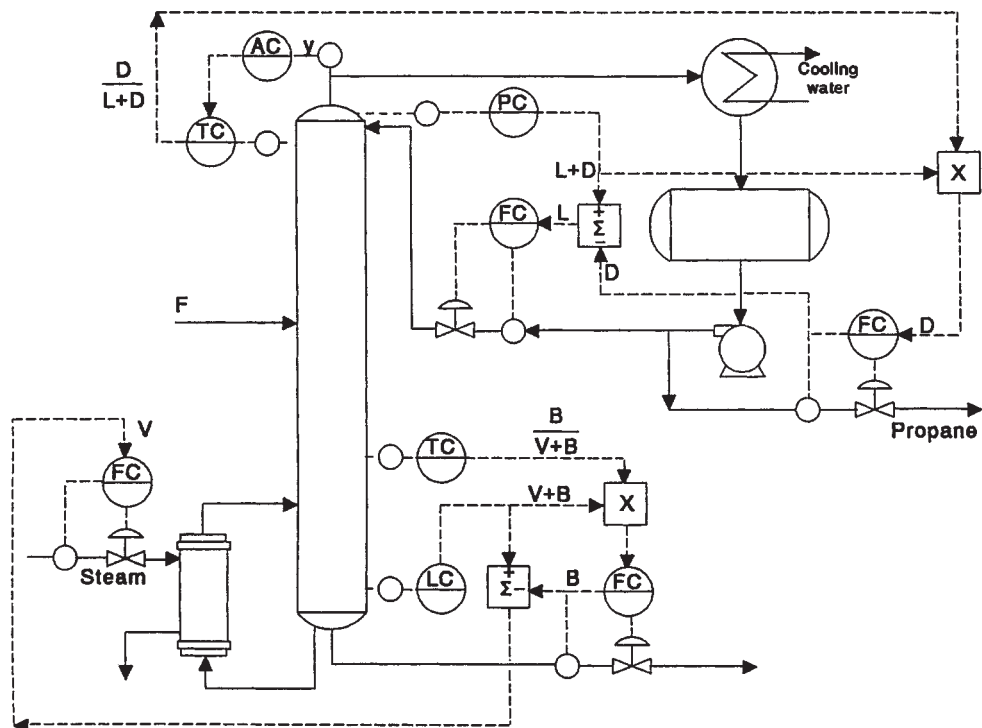 AC
y
D
L+D
TC
PC
Cooling
water
L+D
X
FC
L
+
Σ
–
D
F
FC
D
Propane
B
V+B
TC
V
FC
V+B
X
Steam
LC
+
Σ –
B
FC